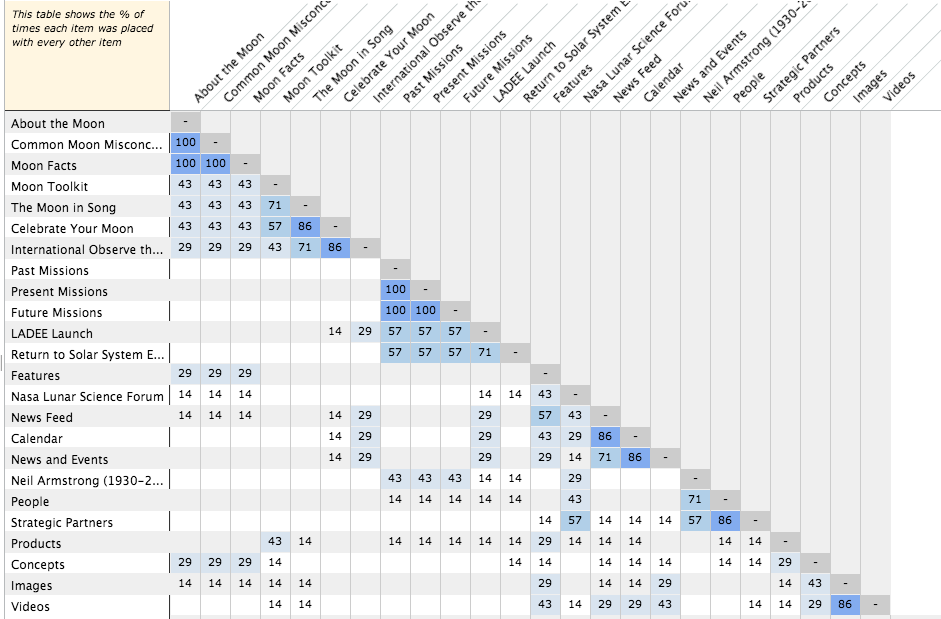 This table shows the % of
times each item was placed
with every other item
About the Moon
Common Moon Misconc
Moon Facts
Moon Toolkit
The Moon in Song
Celebrate Your Moon
International Observe the
Past Missions
Present Missions
Future Missions
LADEE Launch
Return to Solar System E
Features
Nasa Lunar Science Foru
News Feed
Calendar
News and Events
Neil Armstrong (1930-2
People
Strategic Partners
Products
Concepts
Images
Videos
About the Moon -
Common Moon Misconc... 100 -
Moon Facts 100 100 -
Moon Toolkit 43 43 43 -
The Moon in Song 43 43 43 71 -
Celebrate Your Moon 43 43 43 57 86 -
International Observe th... 29 29 29 43 71 86 -
Past Missions -
Present Missions 100 -
Future Missions 100 100 -
LADEE Launch 14 29 57 57 57 -
Return to Solar System E... 57 57 57 71 -
Features 29 29 29 -
Nasa Lunar Science Forum 14 14 14 14 14 43 -
News Feed 14 14 14 14 29 29 57 43 -
Calendar 14 29 29 43 29 86 -
News and Events 14 29 29 29 14 71 86 -
Neil Armstrong (1930-2... 43 43 43 14 14 29 -
People 14 14 14 14 14 43 71 -
Strategic Partners 14 57 14 14 14 57 86 -
Products 43 14 14 14 14 14 14 29 14 14 14 14 14 -
Concepts 29 29 29 14 14 14 14 14 14 14 14 29 -
Images 14 14 14 14 14 29 14 14 29 14 43 -
Videos 14 14 43 14 29 29 43 14 14 29 86 -